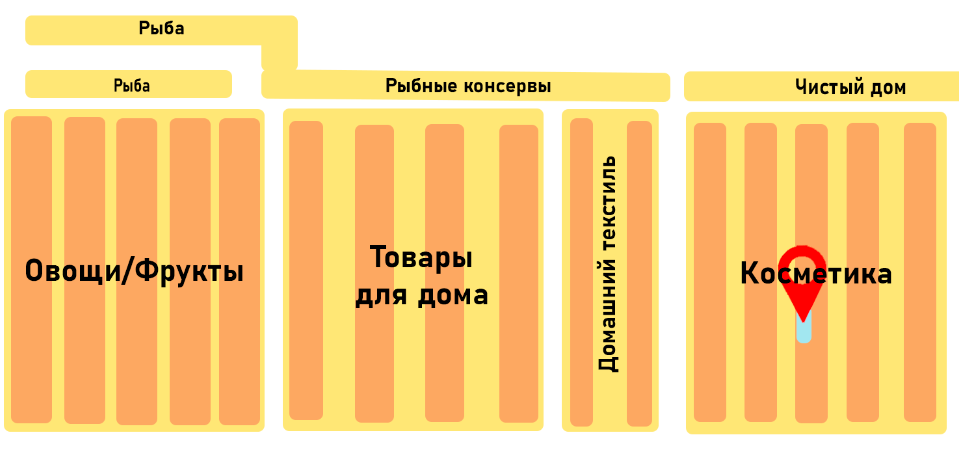 Рыба
Рыба
Рыбные консервы
Чистый дом
Овощи/Фрукты
Товары
для дома
Домашний текстиль
Косметика